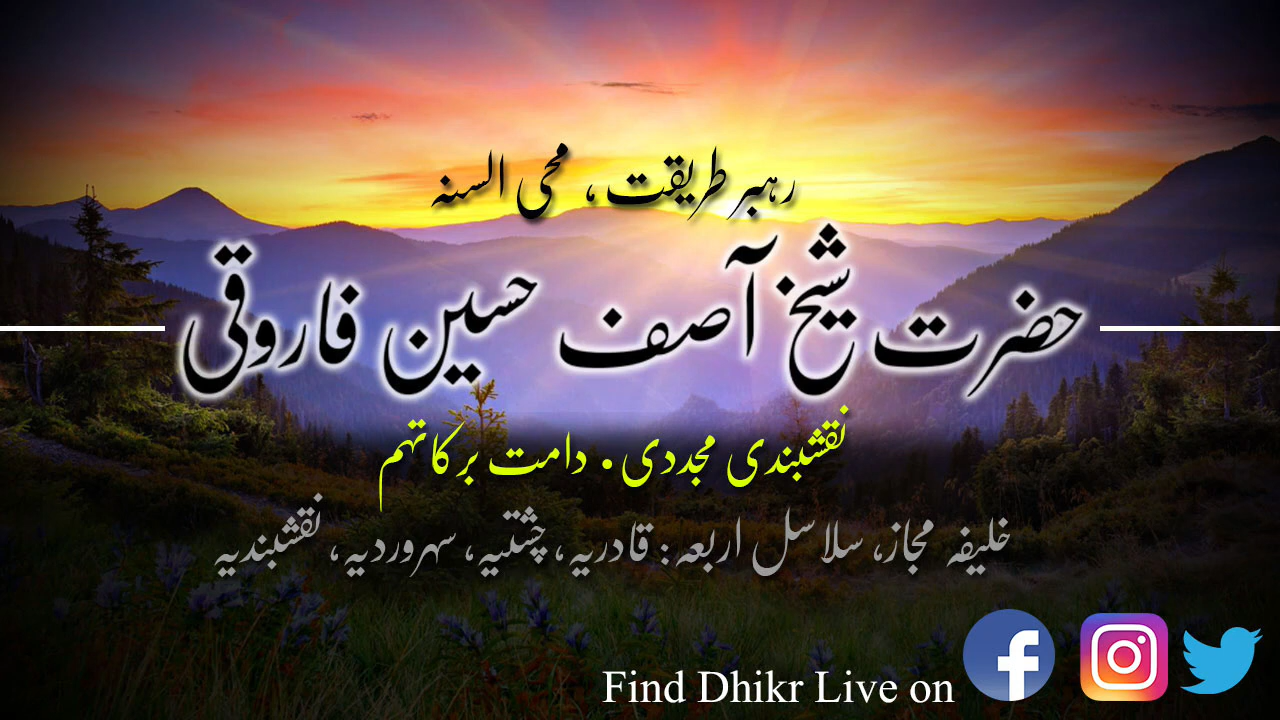 رہبر طریقت، محی السنہ
حضرت شیخ آصف حسین فاروقی
نقشبندی مجددی۔ دامت برکاتہم
خلیفہ مجاز، سلاسل اربعہ: قادریہ، چشتیہ، سہروردیہ، نقشبندیہ
Find Dhikr Live on